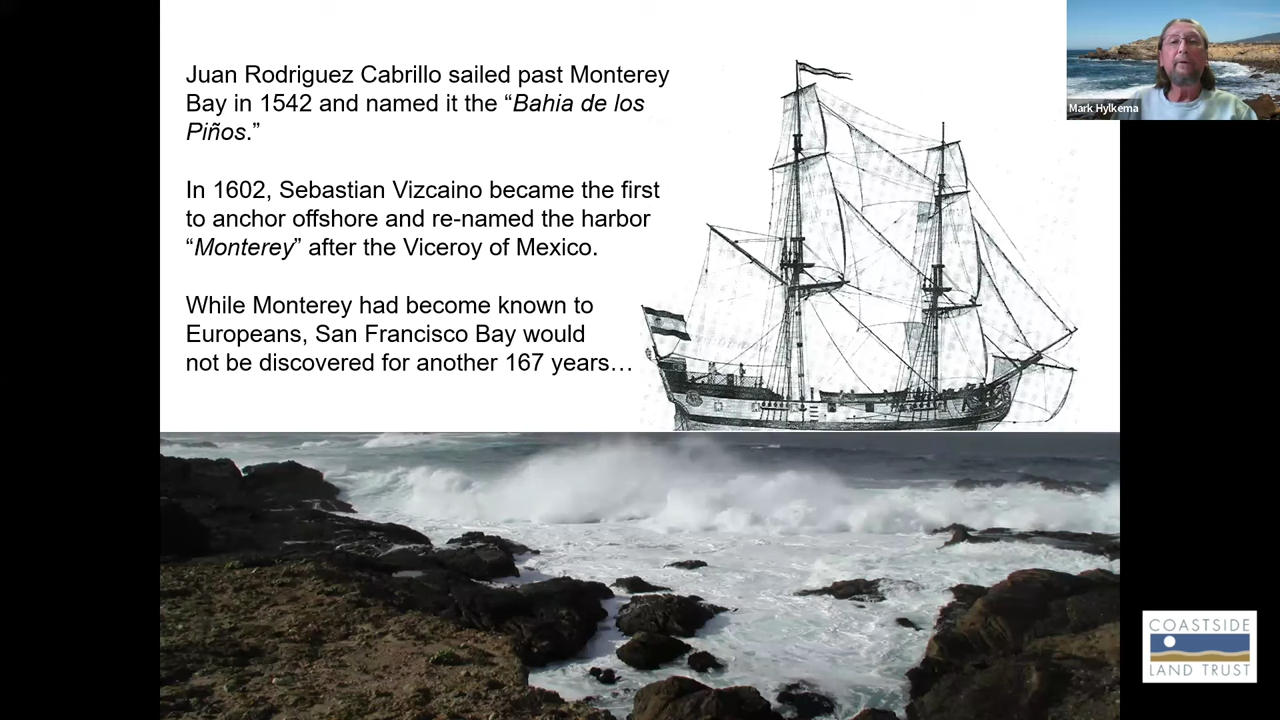 Juan Rodriguez Cabrillo sailed past Monterey
Bay in 1542 and named it the “Bahia de los
Piños.”
In 1602, Sebastian Vizcaino became the first
to anchor offshore and re-named the harbor
“Monterey” after the Viceroy of Mexico.
While Monterey had become known to
Europeans, San Francisco Bay would
not be discovered for another 167 years…
Mark Hylkema
COASTSIDE
LAND TRUST